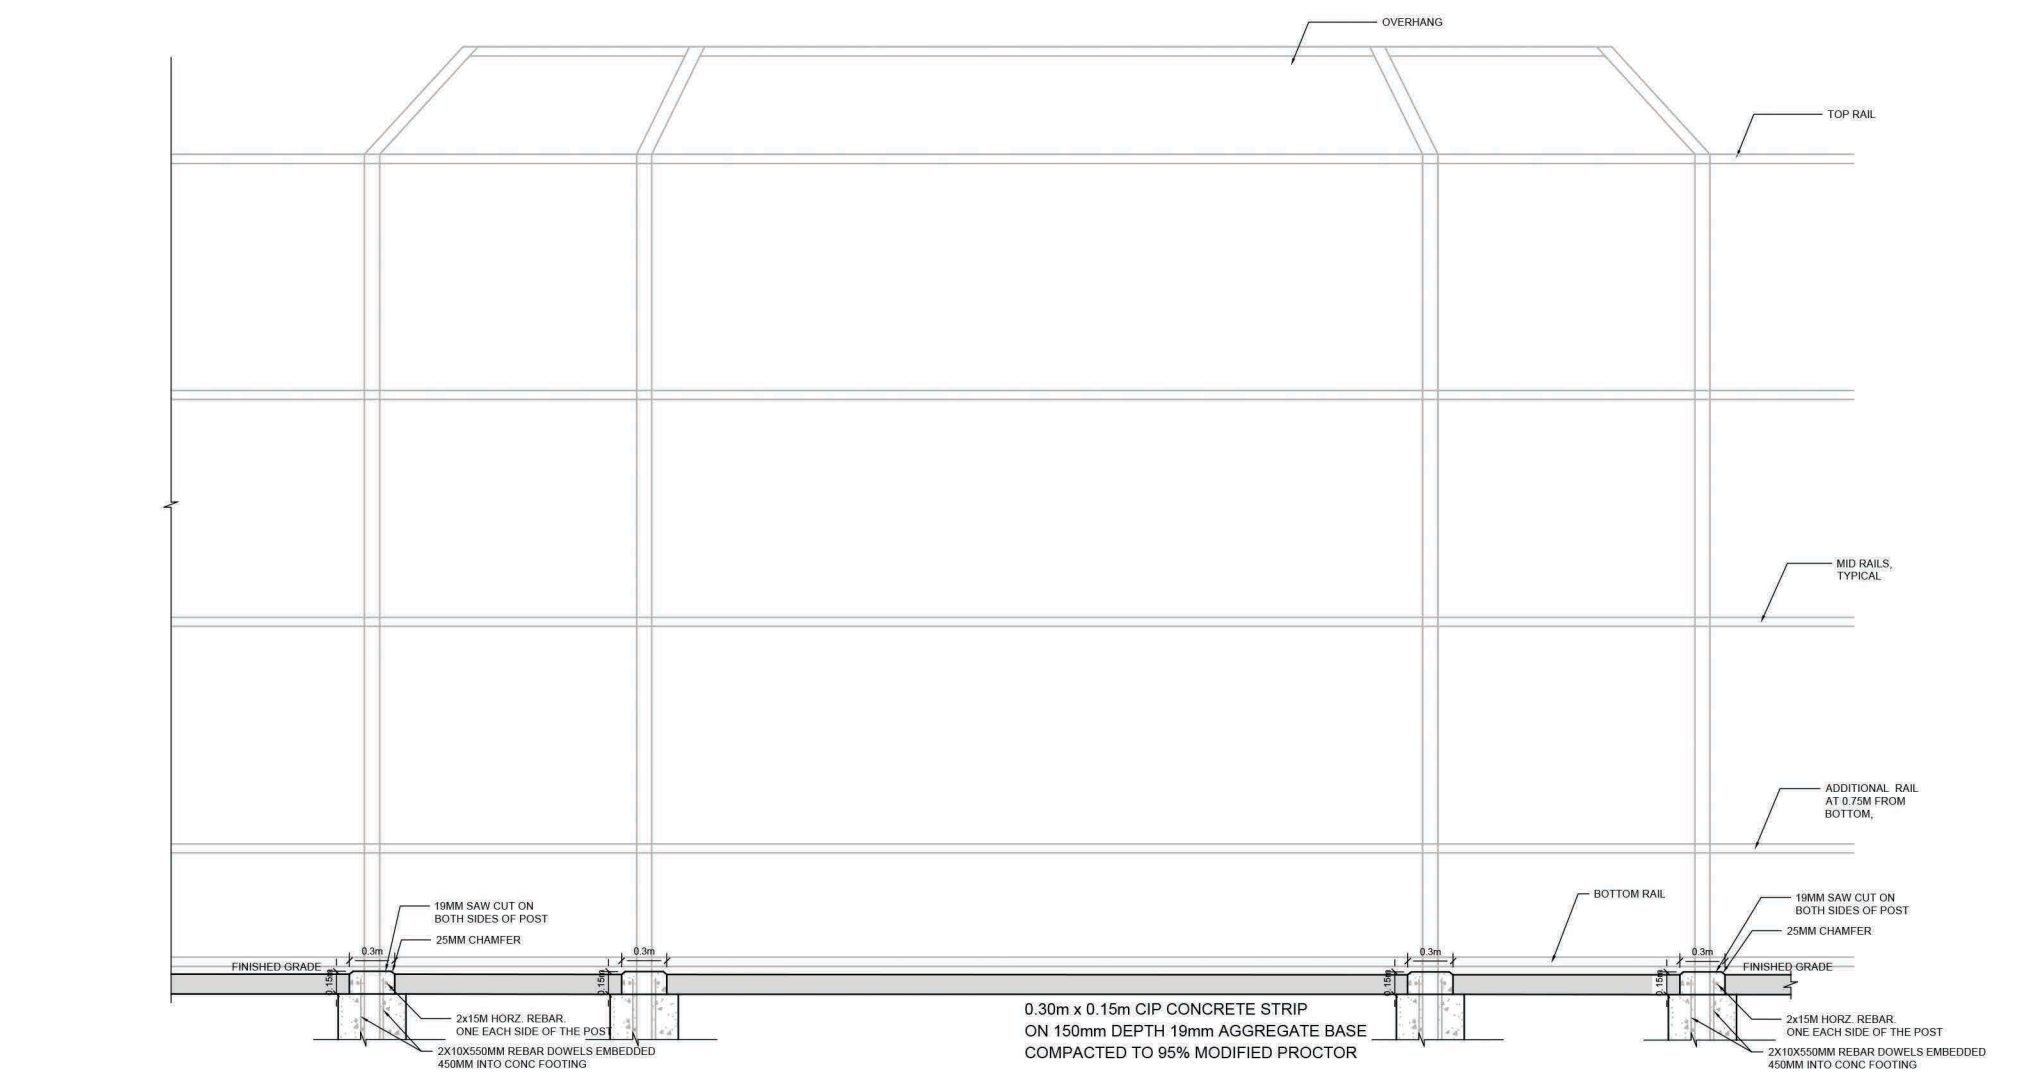 OVERHANG
TOP RAIL
MID RAILS,
TYPICAL
ADDITIONAL RAIL
AT 0.75M FROM
BOTTOM,
BOTTOM RAIL
19MM SAW CUT ON
BOTH SIDES OF POST
25MM CHAMFER
19MM SAW CUT ON
BOTH SIDES OF POST
25MM CHAMFER
0.3m
0.3m
0.3m
0.3m
FINISHED GRADE
FINISHED GRADE
0.15m
0.15m
0.15m
0.15m
2x15M HORZ. REBAR.
ONE EACH SIDE OF THE POST
2X10X550MM REBAR DOWELS EMBEDDED
450MM INTO CONC FOOTING
0.30m x 0.15m CIP CONCRETE STRIP
ON 150mm DEPTH 19mm AGGREGATE BASE
COMPACTED TO 95% MODIFIED PROCTOR
2x15M HORZ. REBAR.
ONE EACH SIDE OF THE POST
2X10X550MM REBAR DOWELS EMBEDDED
450MM INTO CONC FOOTING